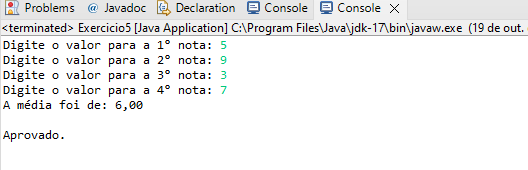 Problems @ Javadoc Declaration Console Console
<terminated> Exercicio5 [Java Application] C:\Program Files\Java\jdk-17\bin\javaw.exe (19 de out.
Digite o valor para a 1° nota: 5
Digite o valor para a 2° nota: 9
Digite o valor para a 3° nota: 3
Digite o valor para a 4° nota: 7
A média foi de: 6,00
Aprovado.